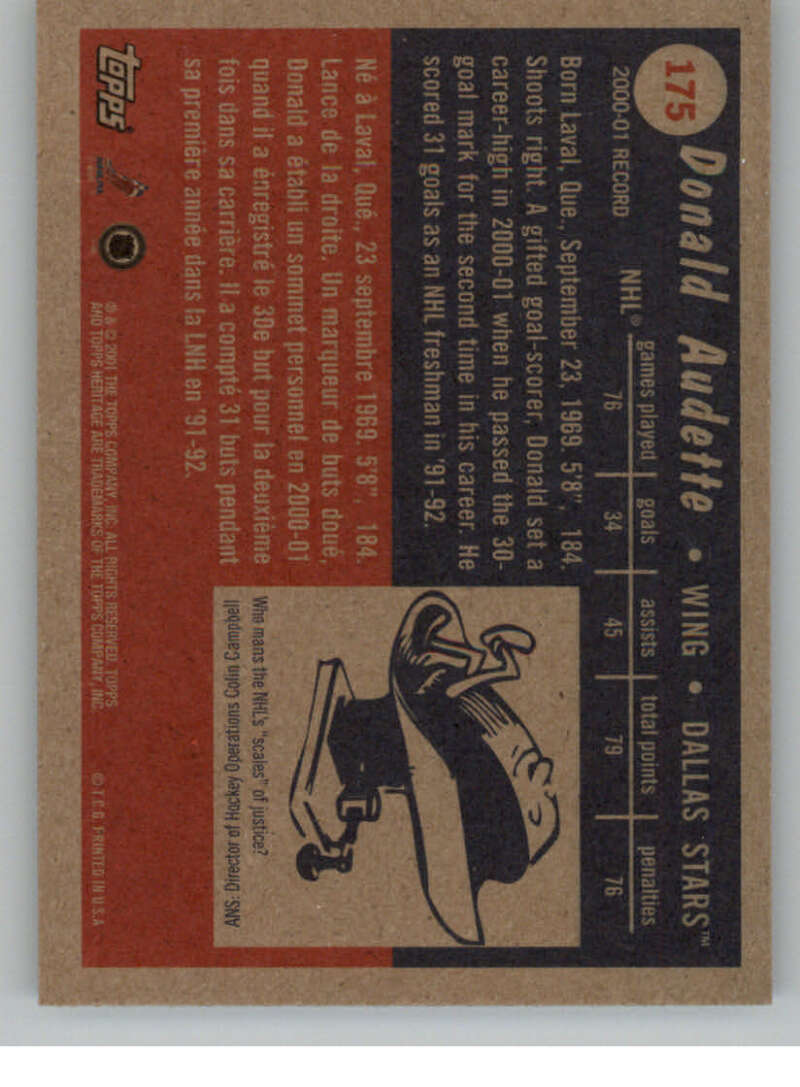 175
Donald Audette • WING • DALLAS STARS™
2000-01 RECORD
games played goals assists total points penalties
NHL® 76 34 45 79 76
Born Laval, Que., September 23, 1969. 5'8", 184.
Shoots right. A gifted goal-scorer, Donald set a
career-high in 2000-01 when he passed the 30-
goal mark for the second time in his career. He
scored 31 goals as an NHL freshman in '91-92.
Né à Laval, Qué., 23 septembre 1969. 5'8", 184.
Lance de la droite. Un marqueur de buts doué,
Donald a établi un sommet personnel en 2000-01
quand il a énregistré le 30e but pour la deuxième
fois dans sa carrière. Il a compté 31 buts pendant
sa première année dans la LNH en '91-92.
Who mans the NHL's "scales" of justice?
ANS: Director of Hockey Operations Colin Campbell
topps
® & © 2001 THE TOPPS COMPANY, INC. ALL RIGHTS RESERVED. TOPPS
AND TOPPS HERITAGE ARE TRADEMARKS OF THE TOPPS COMPANY, INC.
© T.C.G. PRINTED IN U.S.A